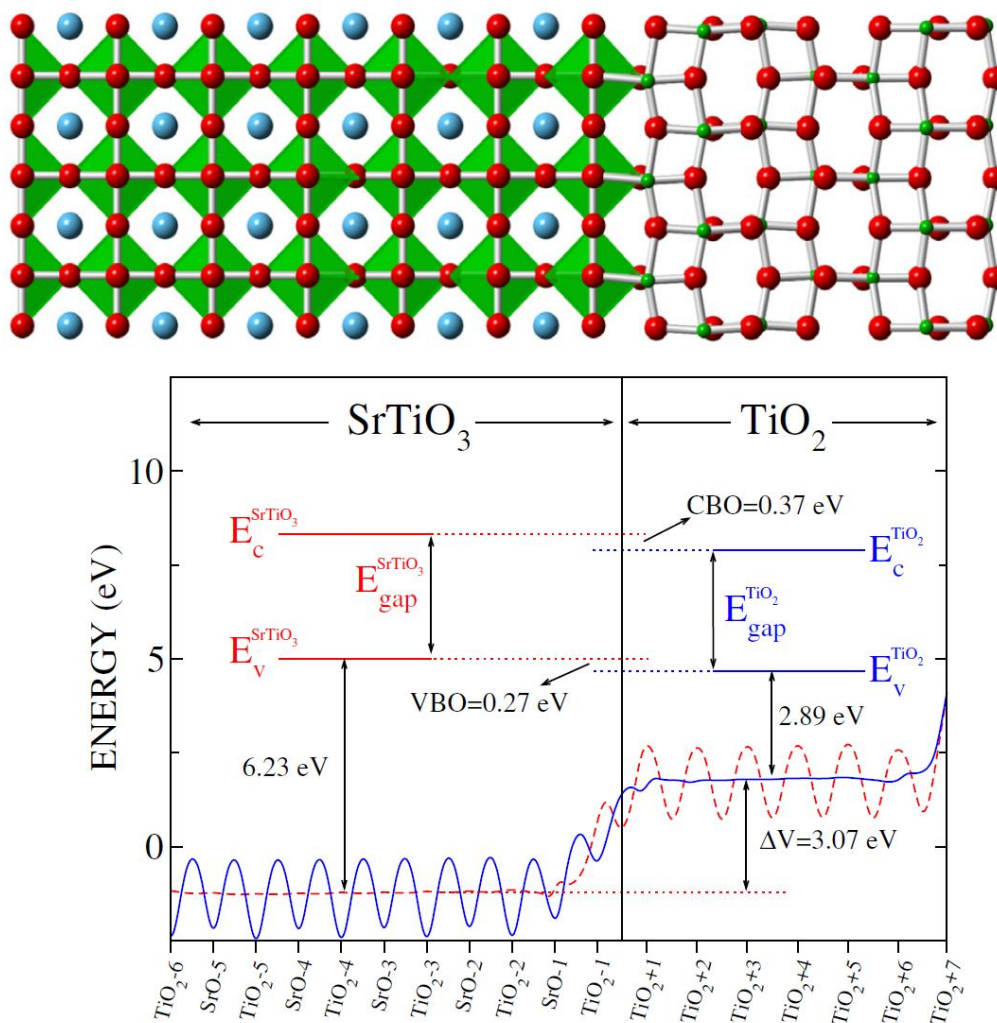 SrTiO₃ TiO₂
10
CBO=0.37 eV
E_c^SrTiO₃
E_c^TiO₂
E_gap^SrTiO₃
E_gap^TiO₂
ENERGY (eV)
5
E_v^SrTiO₃
E_v^TiO₂
VBO=0.27 eV
2.89 eV
6.23 eV
0
ΔV=3.07 eV
TiO₂-6 SrO-5 TiO₂-5 SrO-4 TiO₂-4 SrO-3 TiO₂-3 SrO-2 TiO₂-2 SrO-1 TiO₂-1 TiO₂+1 TiO₂+2 TiO₂+3 TiO₂+4 TiO₂+5 TiO₂+6 TiO₂+7